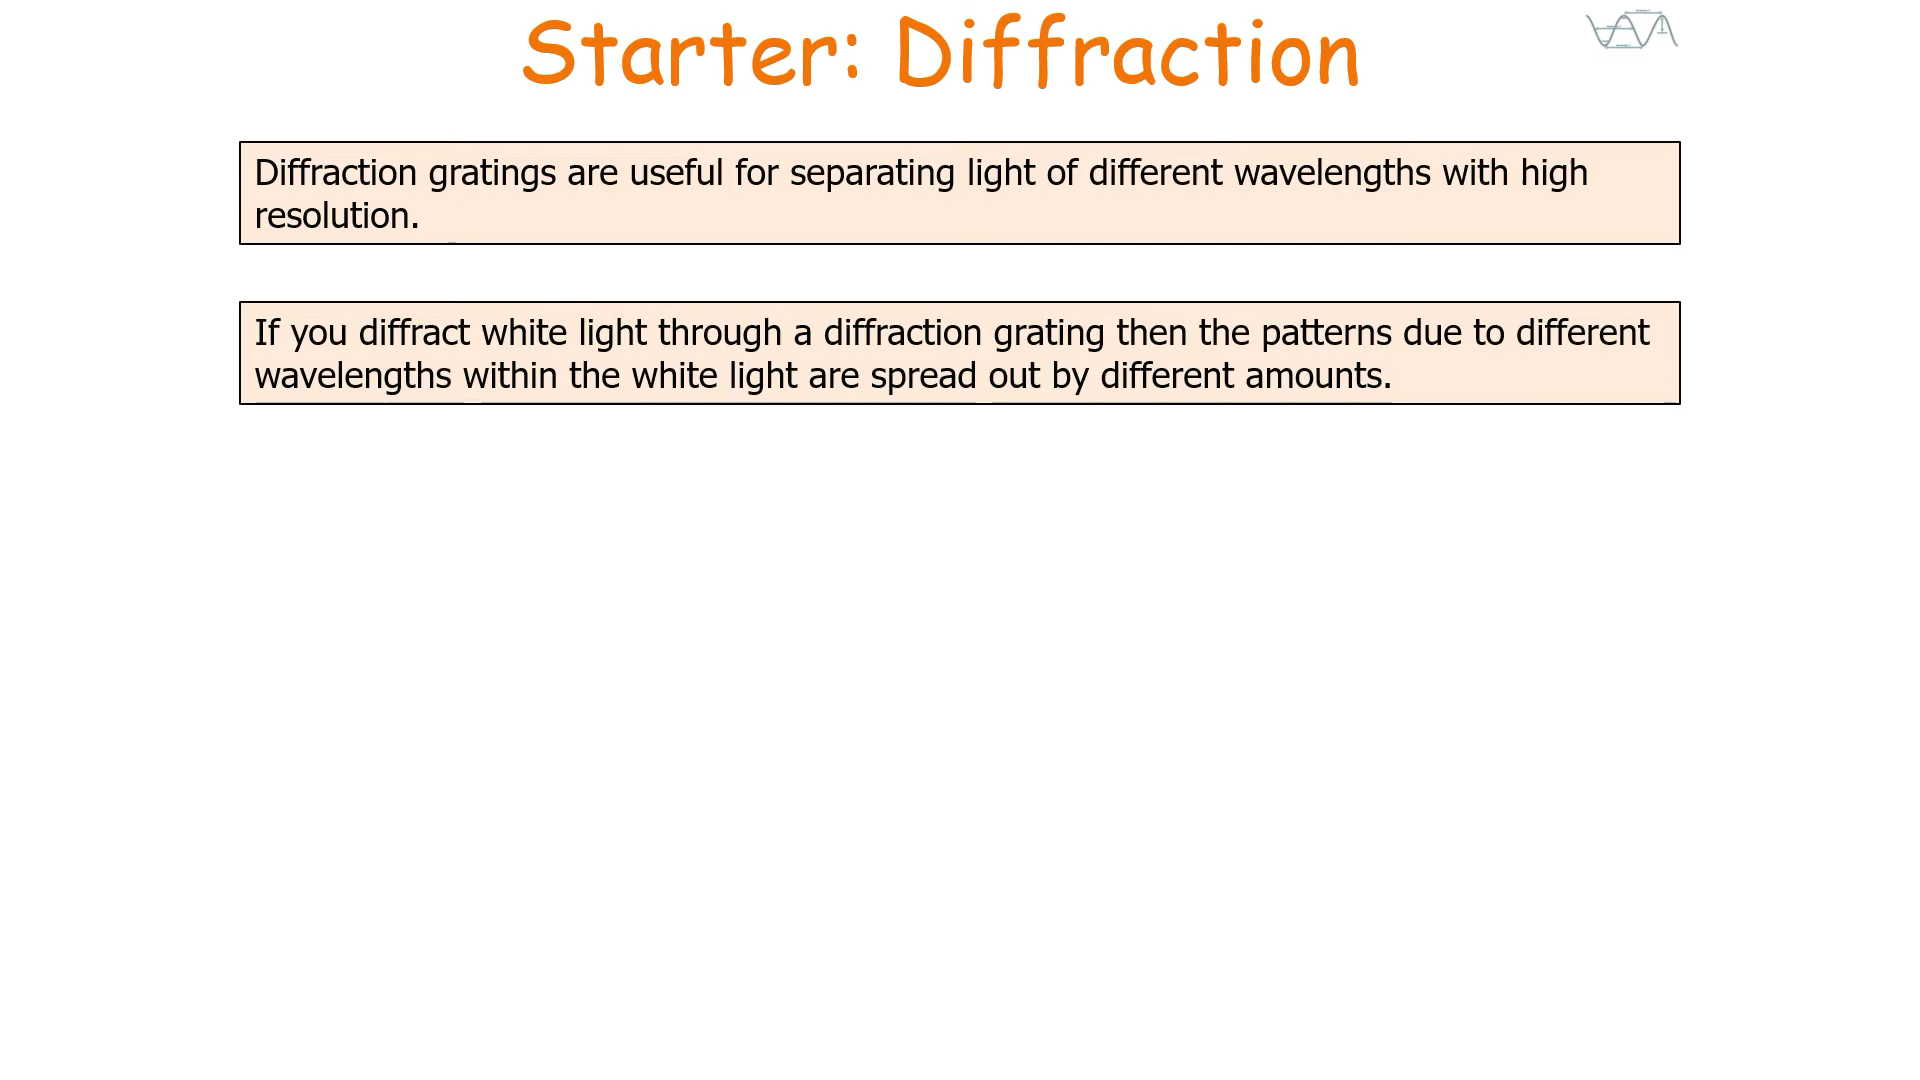 Starter: Diffraction
Diffraction gratings are useful for separating light of different wavelengths with high
resolution.
If you diffract white light through a diffraction grating then the patterns due to different
wavelengths within the white light are spread out by different amounts.